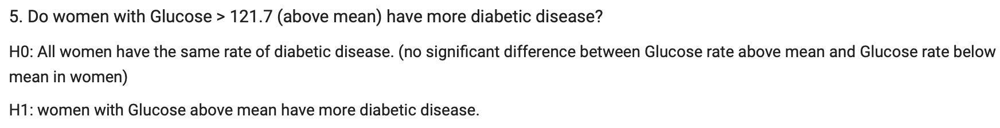 5. Do women with Glucose > 121.7 (above mean) have more diabetic disease?
H0: All women have the same rate of diabetic disease. (no significant difference between Glucose rate above mean and Glucose rate below
mean in women)
H1: women with Glucose above mean have more diabetic disease.